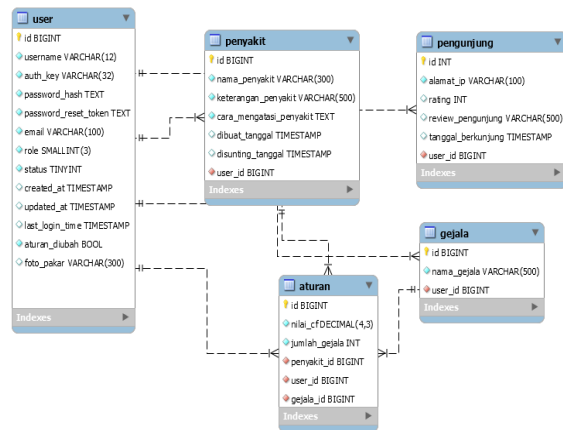 user
id BIGINT
username VARCHAR(12)
auth_key VARCHAR(32)
password_hash TEXT
password_reset_token TEXT
email VARCHAR(100)
role SMALLINT(3)
status TINYINT
created_at TIMESTAMP
updated_at TIMESTAMP
last_login_time TIMESTAMP
aturan_diubah BOOL
foto_pakar VARCHAR(300)
Indexes
penyakit
id BIGINT
nama_penyakit VARCHAR(300)
keterangan_penyakit VARCHAR(500)
cara_mengatasi_penyakit TEXT
dibuat_tanggal TIMESTAMP
disunting_tanggal TIMESTAMP
user_id BIGINT
Indexes
pengunjung
id INT
alamat_ip VARCHAR(100)
rating INT
review_pengunjung VARCHAR(500)
tanggal_berkunjung TIMESTAMP
user_id BIGINT
Indexes
gejala
id BIGINT
nama_gejala VARCHAR(500)
user_id BIGINT
Indexes
aturan
id BIGINT
nilai_cf DECIMAL(4,3)
jumlah_gejala INT
penyakit_id BIGINT
user_id BIGINT
gejala_id BIGINT
Indexes